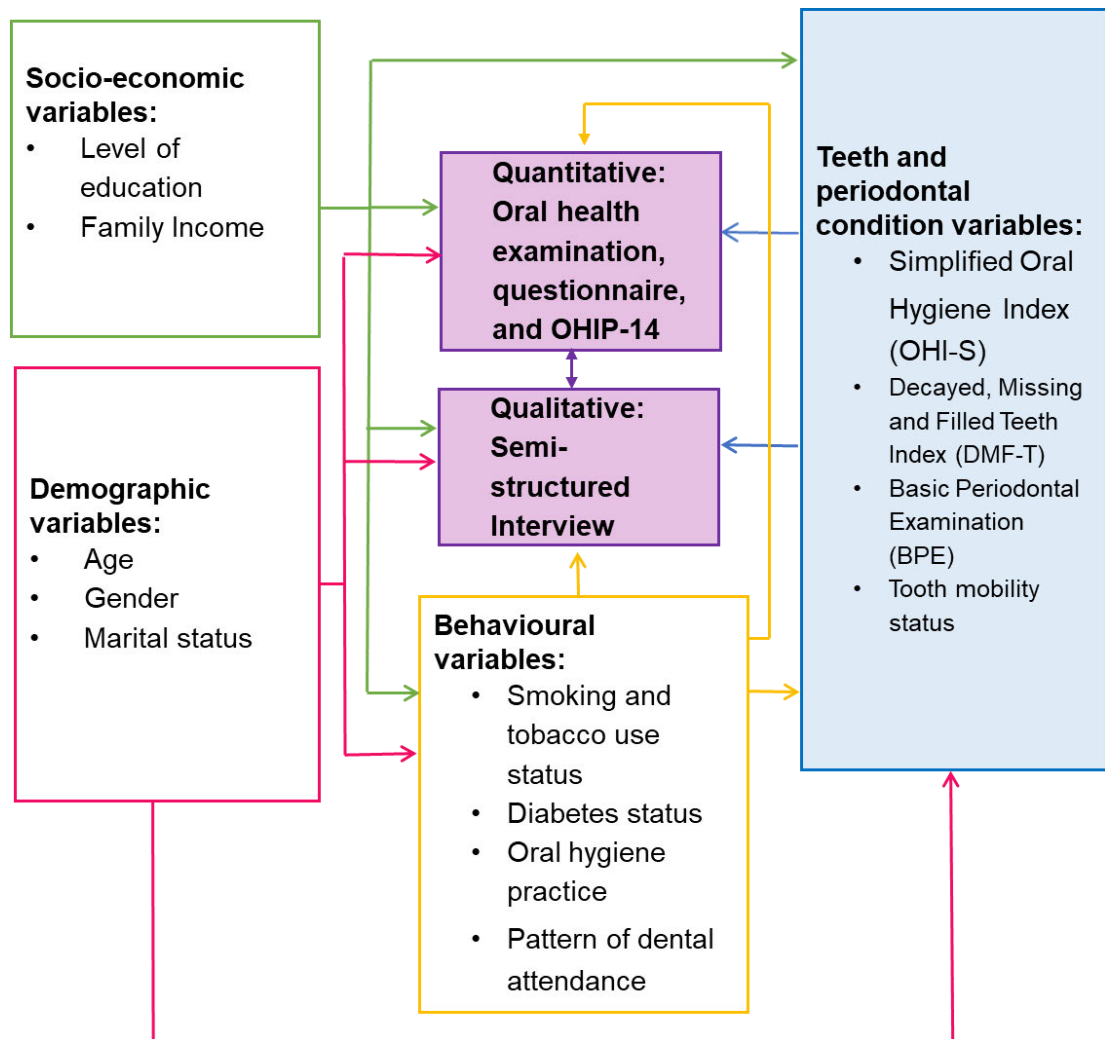 Socio-economic
variables:
• Level of
education
• Family Income
Demographic
variables:
• Age
• Gender
• Marital status
Quantitative:
Oral health
examination,
questionnaire,
and OHIP-14
Qualitative:
Semi-
structured
Interview
Behavioural
variables:
• Smoking and
tobacco use
status
• Diabetes status
• Oral hygiene
practice
• Pattern of dental
attendance
Teeth and
periodontal
condition variables:
• Simplified Oral
Hygiene Index
(OHI-S)
• Decayed, Missing
and Filled Teeth
Index (DMF-T)
• Basic Periodontal
Examination
(BPE)
• Tooth mobility
status